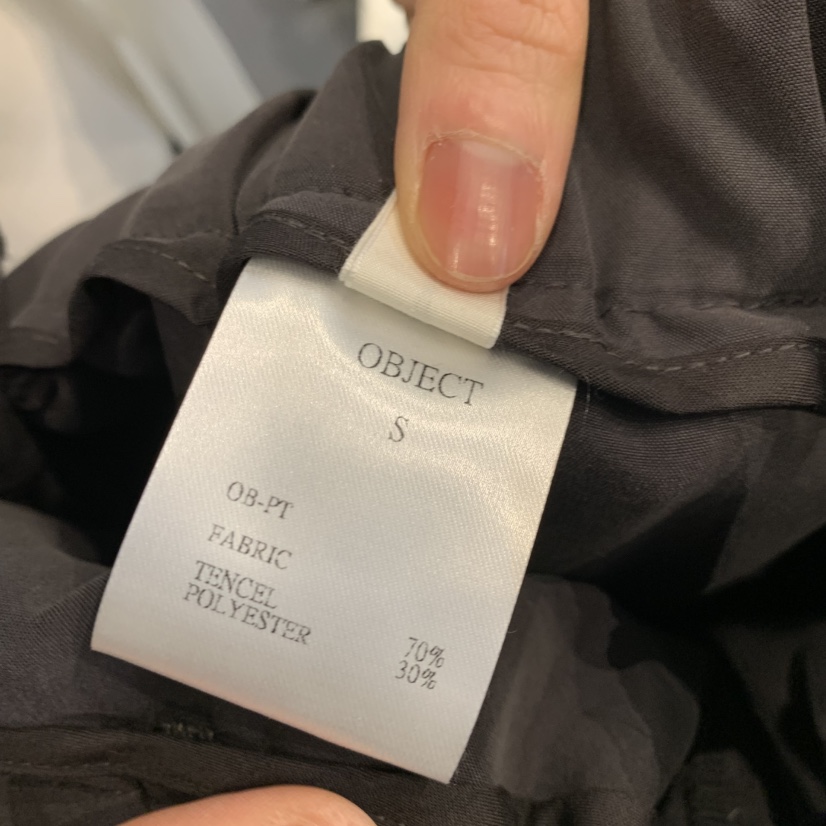 OBJECT
S
OB-PT
FABRIC
TENCEL 70%
POLYESTER 30%